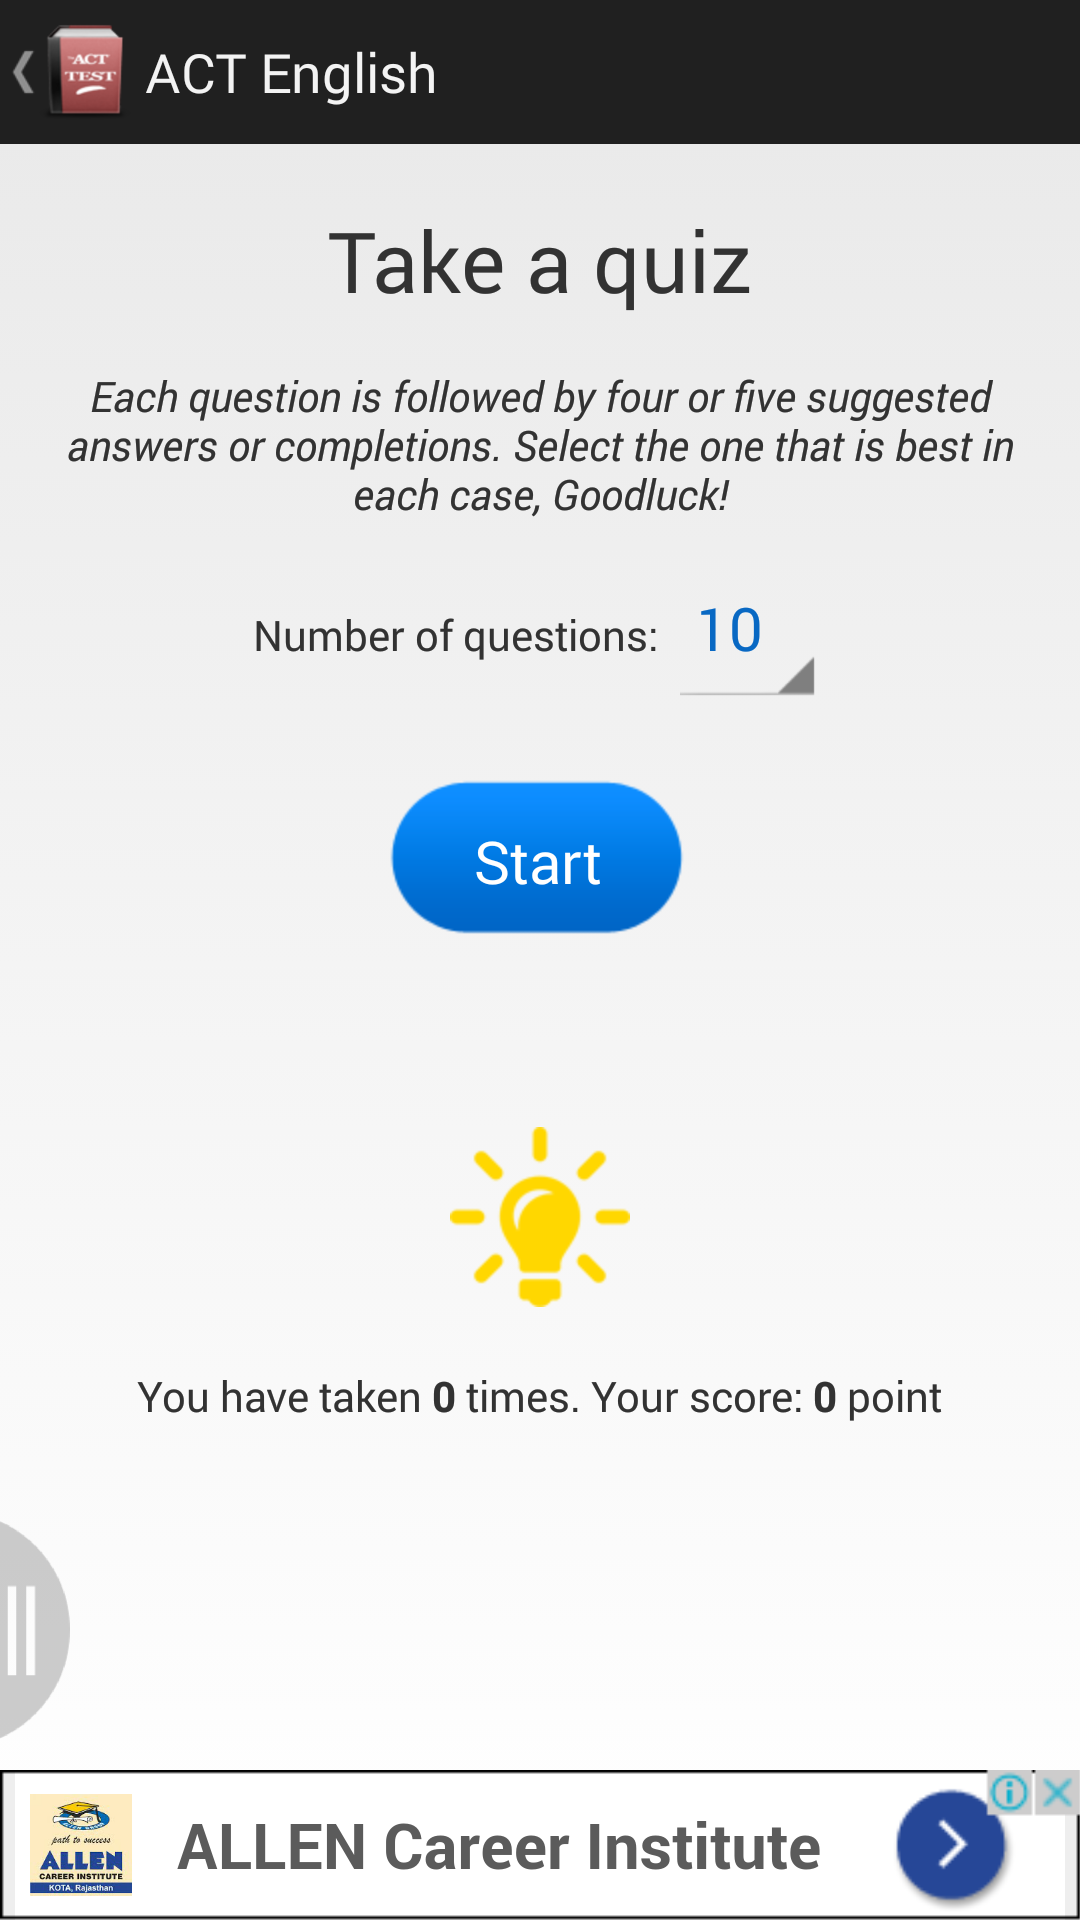 ACT TEST
ACT English
Take a quiz
Each question is followed by four or five suggested
answers or completions. Select the one that is best in
each case, Goodluck!
Number of questions: 10
Start
You have taken 0 times. Your score: 0 point
path to success
ALLEN
CAREER INSTITUTE
KOTA, Rajasthan
ALLEN Career Institute